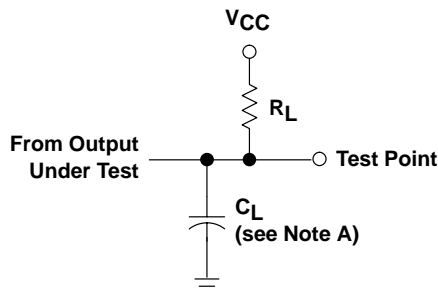 VCC
RL
From Output
Under Test
Test Point
CL
(see Note A)